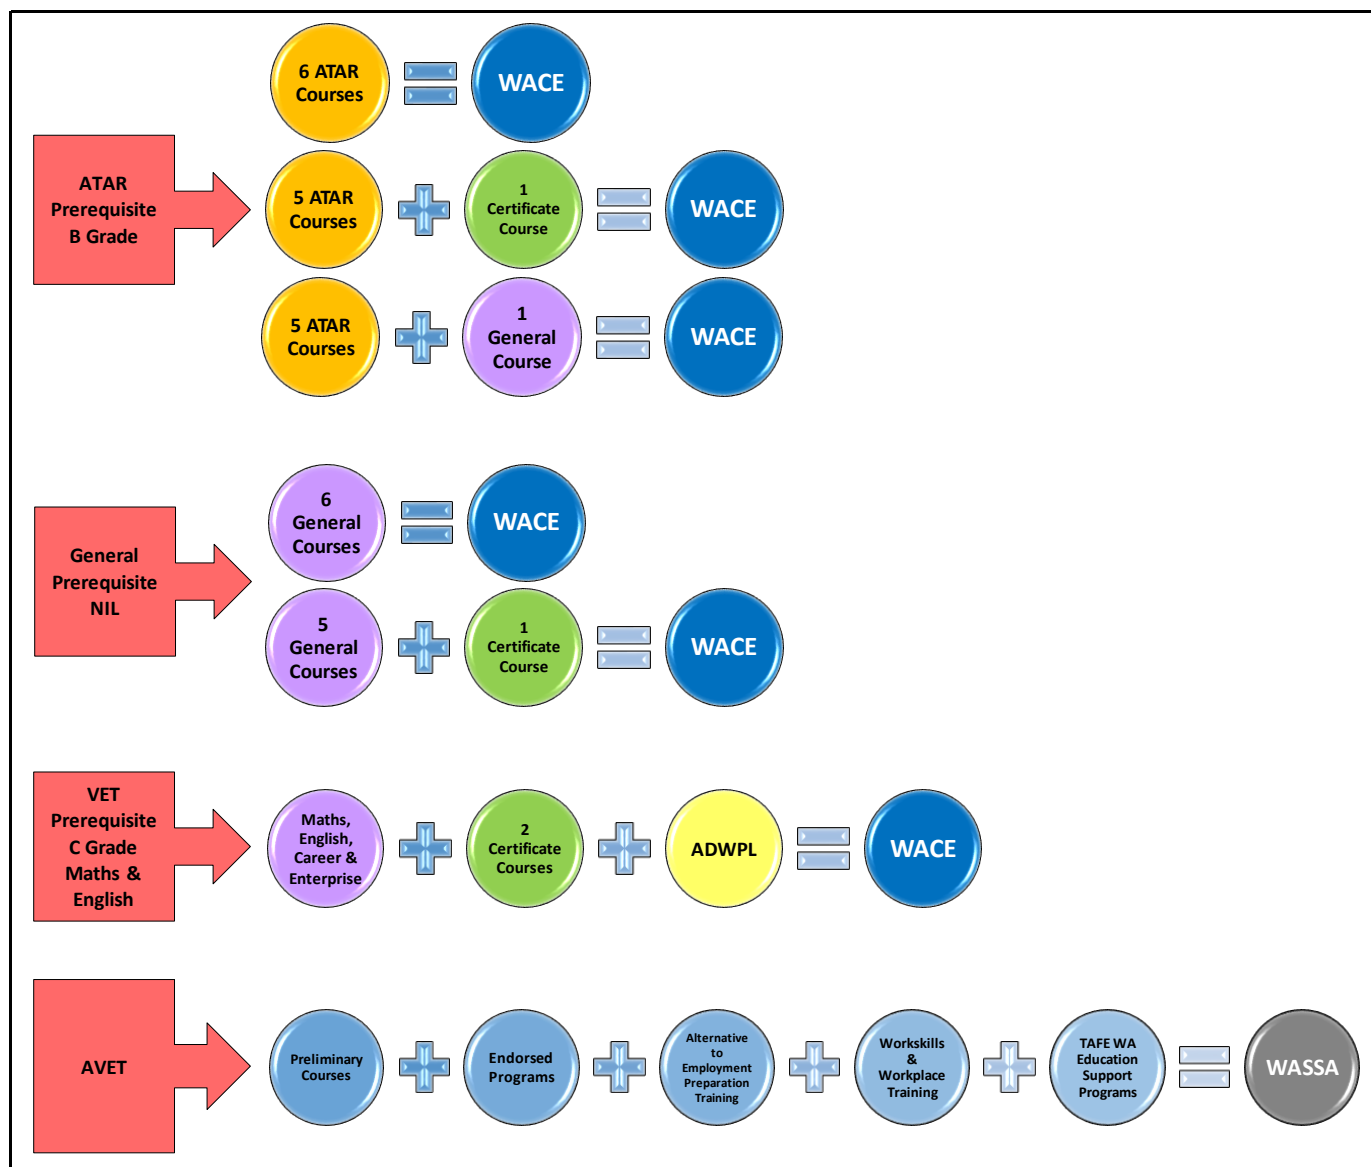 6 ATAR
Courses
WACE
ATAR
Prerequisite
B Grade
5 ATAR
Courses
1
Certificate
Course
WACE
5 ATAR
Courses
1
General
Course
WACE
General
Prerequisite
NIL
6
General
Courses
WACE
5
General
Courses
1
Certificate
Course
WACE
VET
Prerequisite
C Grade
Maths &
English
Maths,
English,
Career &
Enterprise
2
Certificate
Courses
ADWPL
WACE
AVET
Preliminary
Courses
Endorsed
Programs
Alternative
to
Employment
Preparation
Training
Workskills
&
Workplace
Training
TAFE WA
Education
Support
Programs
WASSA